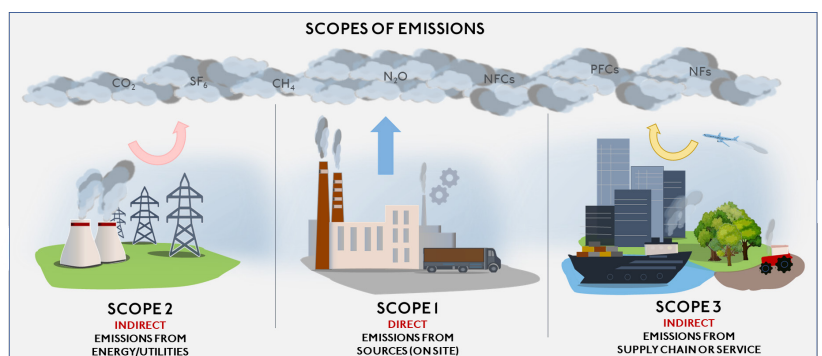 SCOPES OF EMISSIONS
CO₂
SF₆
CH₄
N₂O
NFCs
PFCs
NFs
SCOPE 2
INDIRECT
EMISSIONS FROM
ENERGY/UTILITIES
SCOPE 1
DIRECT
EMISSIONS FROM
SOURCES (ON SITE)
SCOPE 3
INDIRECT
EMISSIONS FROM
SUPPLY CHAIN OR SERVICE